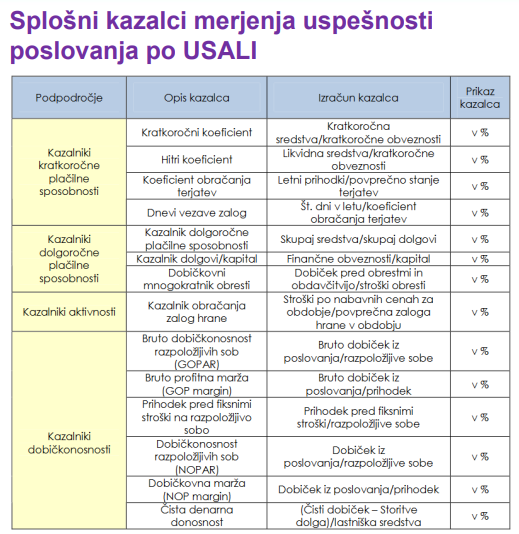 Splošni kazalci merjenja uspešnosti
poslovanja po USALI
Podpodročje
Opis kazalca
Izračun kazalca
Prikaz
kazalca
Kazalniki
kratkoročne
plačilne
sposobnosti
Kratkoročni koeficient
Kratkoročna
sredstva/kratkoročne obveznosti
v %
Hitri koeficient
Likvidna sredstva/kratkoročne
obveznosti
v %
Koeficient obračanja
terjatev
Letni prihodki/povprečno stanje
terjatev
v %
Dnevi vezave zalog
Št. dni v letu/koeficient
obračanja terjatev
v %
Kazalniki
dolgoročne
plačilne
sposobnosti
Kazalnik dolgoročne
plačilne sposobnosti
Skupaj sredstva/skupaj dolgovi
v %
Kazalnik dolgovi/kapital
Finančne obveznosti/kapital
v %
Dobičkovni
mnogokratnik obresti
Dobiček pred obrestmi in
obdavčitvijo/stroški obresti
v %
Kazalniki aktivnosti
Kazalnik obračanja
zalog hrane
Stroški po nabavnih cenah za
obdobje/povprečna zaloga
hrane v obdobju
v %
Kazalniki
dobičkonosnosti
Bruto dobičkonosnost
razpoložljivih sob
(GOPAR)
Bruto dobiček iz
poslovanja/razpoložljive sobe
v %
Bruto profitna marža
(GOP margin)
Bruto dobiček iz
poslovanja/prihodek
v %
Prihodek pred fiksnimi
stroški na razpoložljivo
sobo
Prihodek pred fiksnimi
stroški/razpoložljive sobe
v %
Dobičkonosnost
razpoložljivih sob
(NOPAR)
Dobiček iz
poslovanja/razpoložljive sobe
v %
Dobičkovna marža
(NOP margin)
Dobiček iz poslovanja/prihodek
v %
Čista denarna
donosnost
(Čisti dobiček – Storitve
dolga)/lastniška sredstva
v %